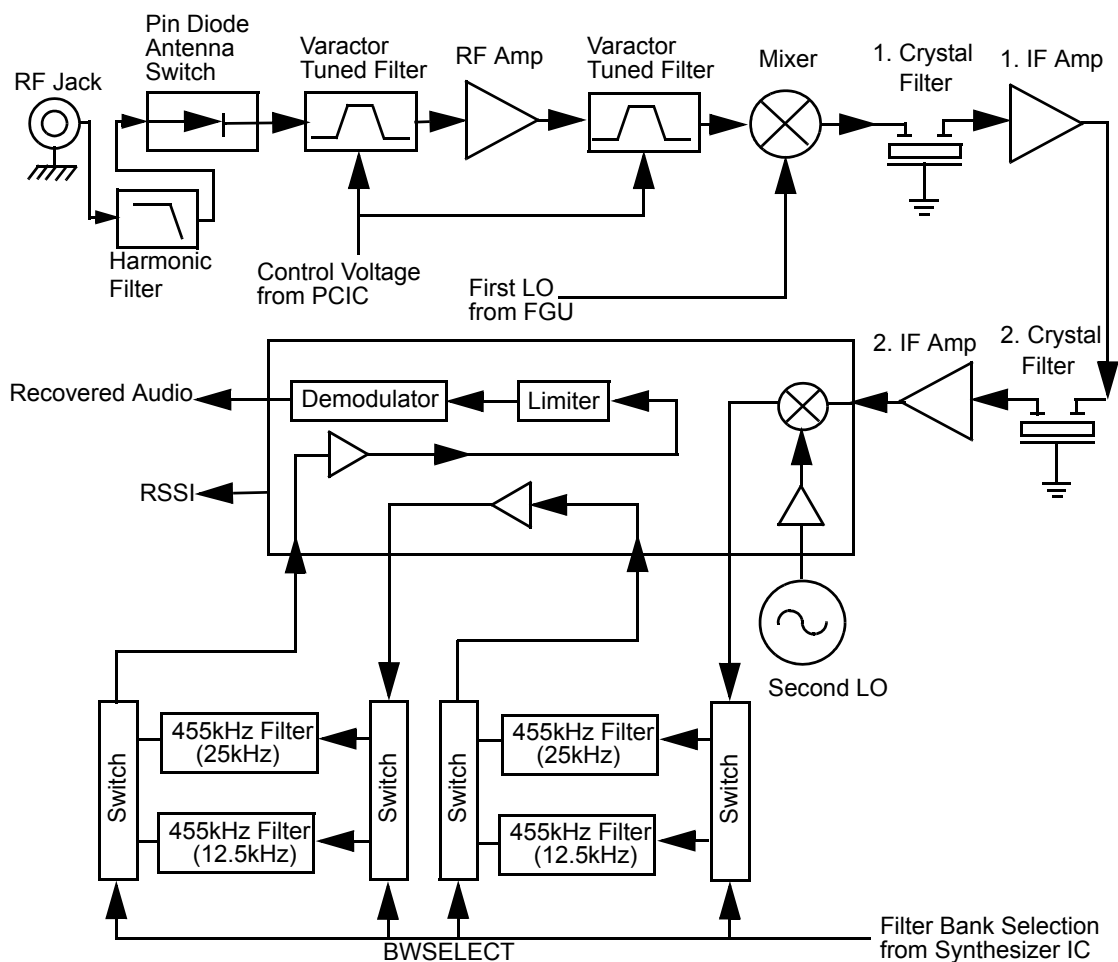 Pin Diode
Antenna
Switch
RF Jack
Varactor
Tuned Filter
RF Amp
Varactor
Tuned Filter
Mixer
1. Crystal
Filter
1. IF Amp
Harmonic
Filter
Control Voltage
from PCIC
First LO
from FGU
2. IF Amp
2. Crystal
Filter
Recovered Audio
Demodulator
Limiter
RSSI
Second LO
Switch
455kHz Filter
(25kHz)
455kHz Filter
(12.5kHz)
Switch
Switch
455kHz Filter
(25kHz)
455kHz Filter
(12.5kHz)
Switch
BWSELECT
Filter Bank Selection
from Synthesizer IC